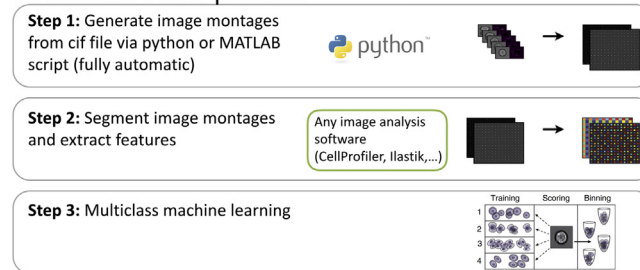 Step 1: Generate image montages
from cif file via python or MATLAB
script (fully automatic)
python™
Step 2: Segment image montages
and extract features
Any image analysis
software
(CellProfiler, Ilastik,...)
Step 3: Multiclass machine learning
Training Scoring Binning
1
2
3
4